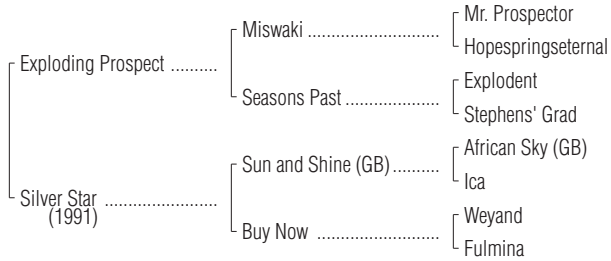 Mr. Prospector
Miswaki ....................................
Hopespringseternal
Exploding Prospect ..........
Explodent
Seasons Past .........................
Stephens' Grad
African Sky (GB)
Sun and Shine (GB) ............
Ica
Silver Star .........................
(1991)
Weyand
Buy Now ................................
Fulmina